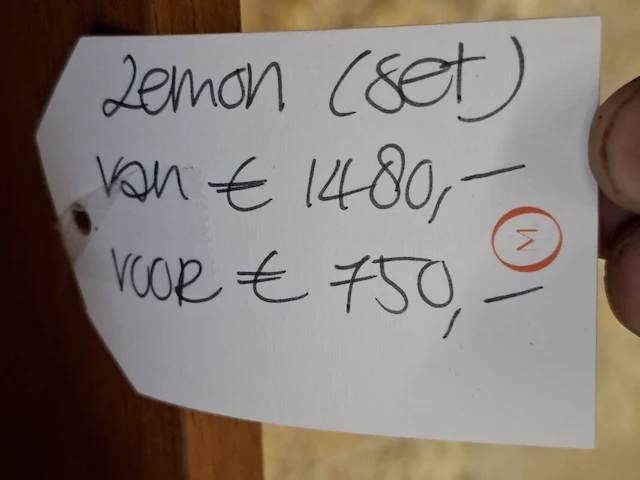 Lemon (set)
van € 1480,-
VOOR € 750,-
M.